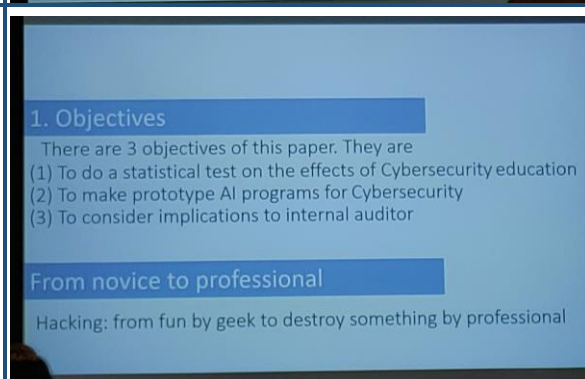 1. Objectives
There are 3 objectives of this paper. They are
(1) To do a statistical test on the effects of Cybersecurity education
(2) To make prototype AI programs for Cybersecurity
(3) To consider implications to internal auditor
From novice to professional
Hacking: from fun by geek to destroy something by professional